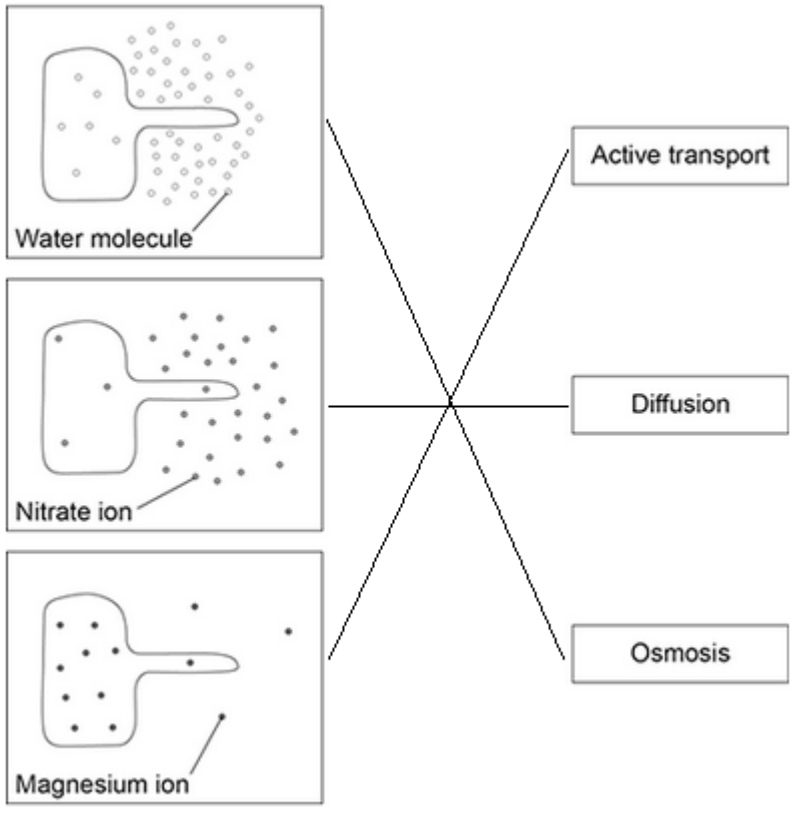 Water molecule
Active transport
Nitrate ion
Diffusion
Magnesium ion
Osmosis